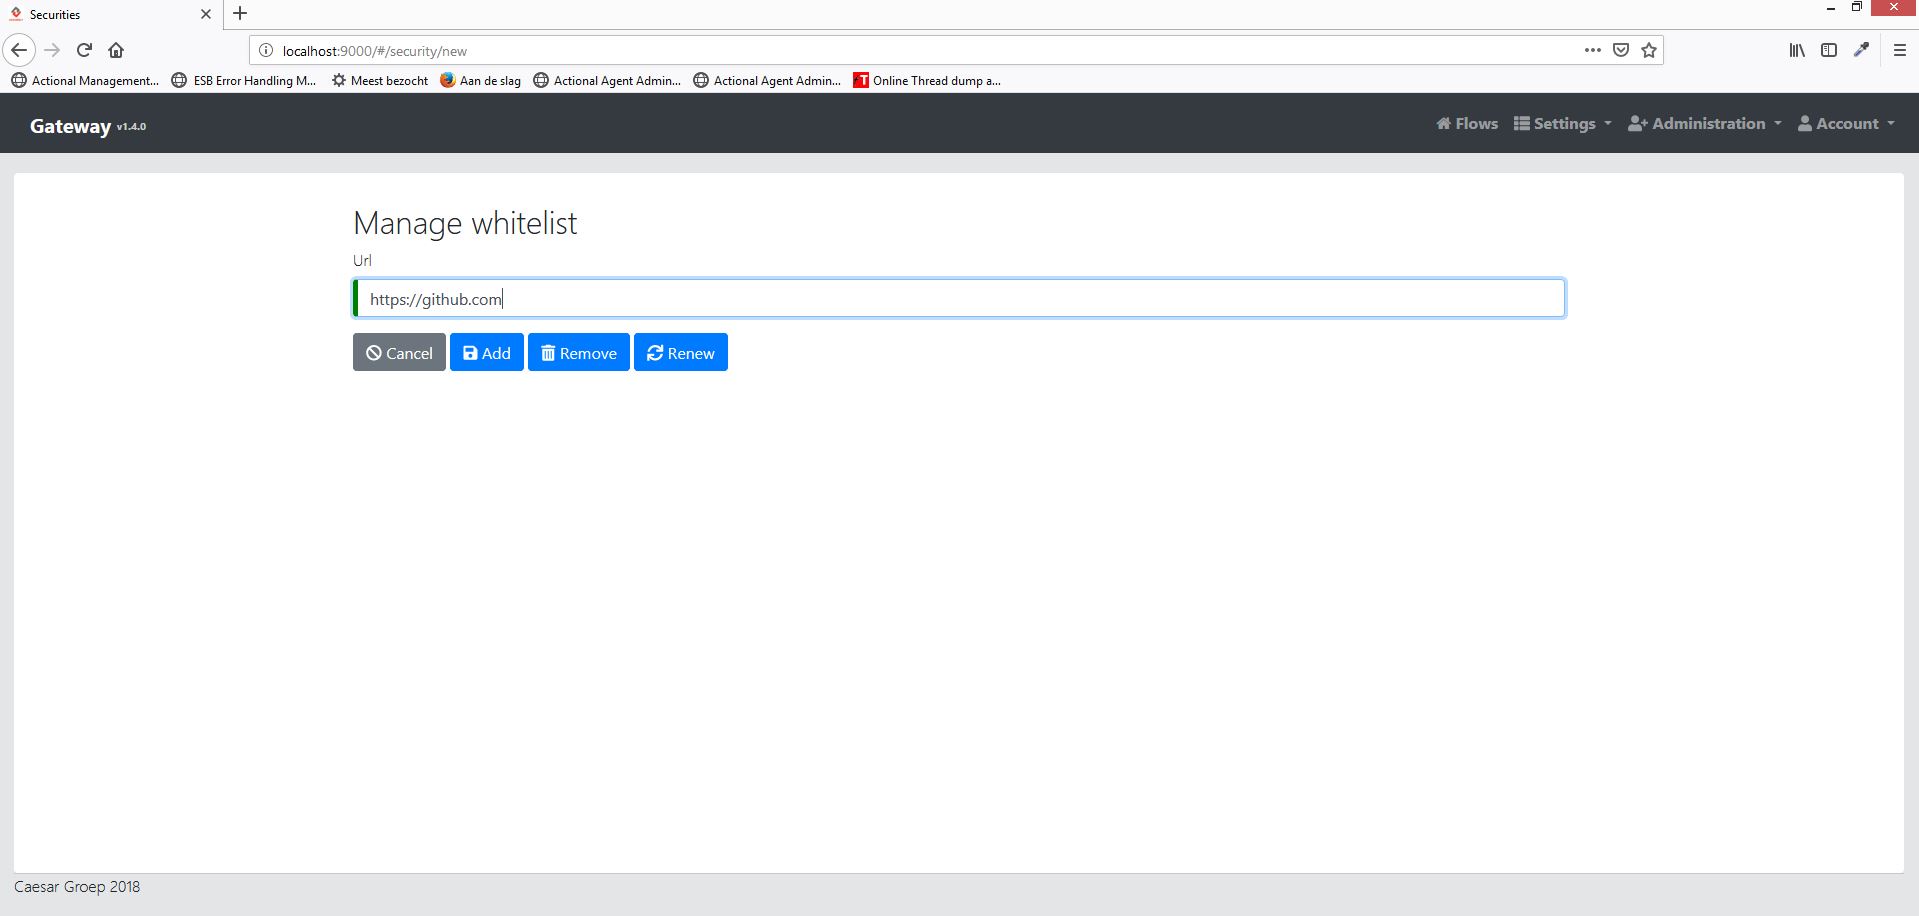 Securities
localhost:9000/#/security/new
Actional Management... ESB Error Handling M... Meest bezocht Aan de slag Actional Agent Admin... Actional Agent Admin... Online Thread dump a...
Gateway v1.4.0 Flows Settings Administration Account
Manage whitelist
Url
https://github.com
Cancel Add Remove Renew
Caesar Groep 2018